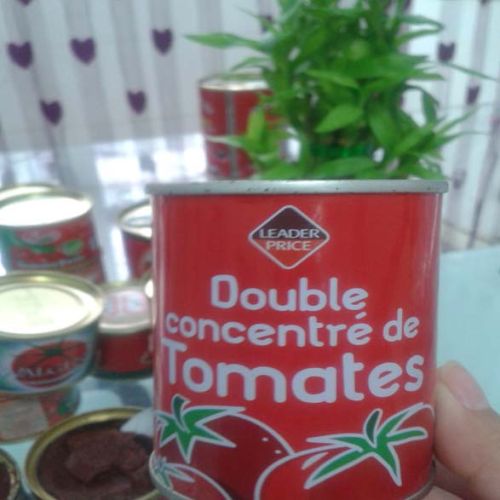 LEADER
PRICE
Double
concentré de
Tomates